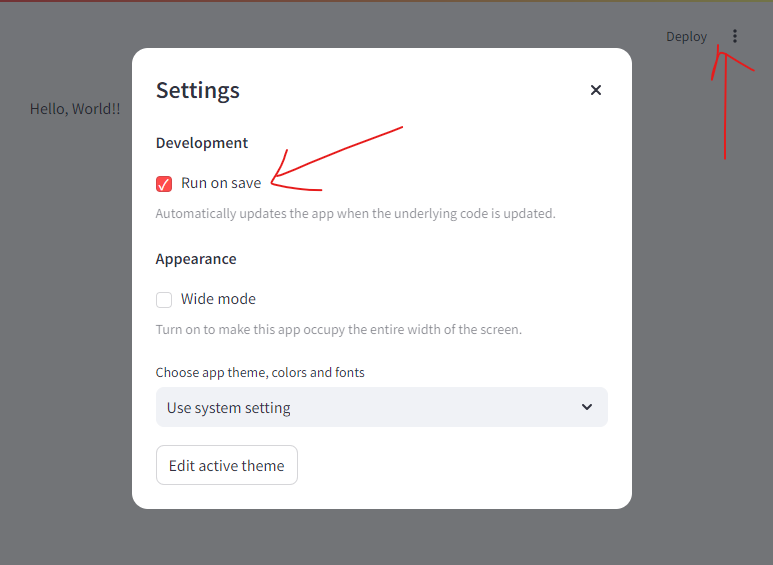 Deploy
Hello, World!!
Settings
Development
Run on save
Automatically updates the app when the underlying code is updated.
Appearance
Wide mode
Turn on to make this app occupy the entire width of the screen.
Choose app theme, colors and fonts
Use system setting
Edit active theme